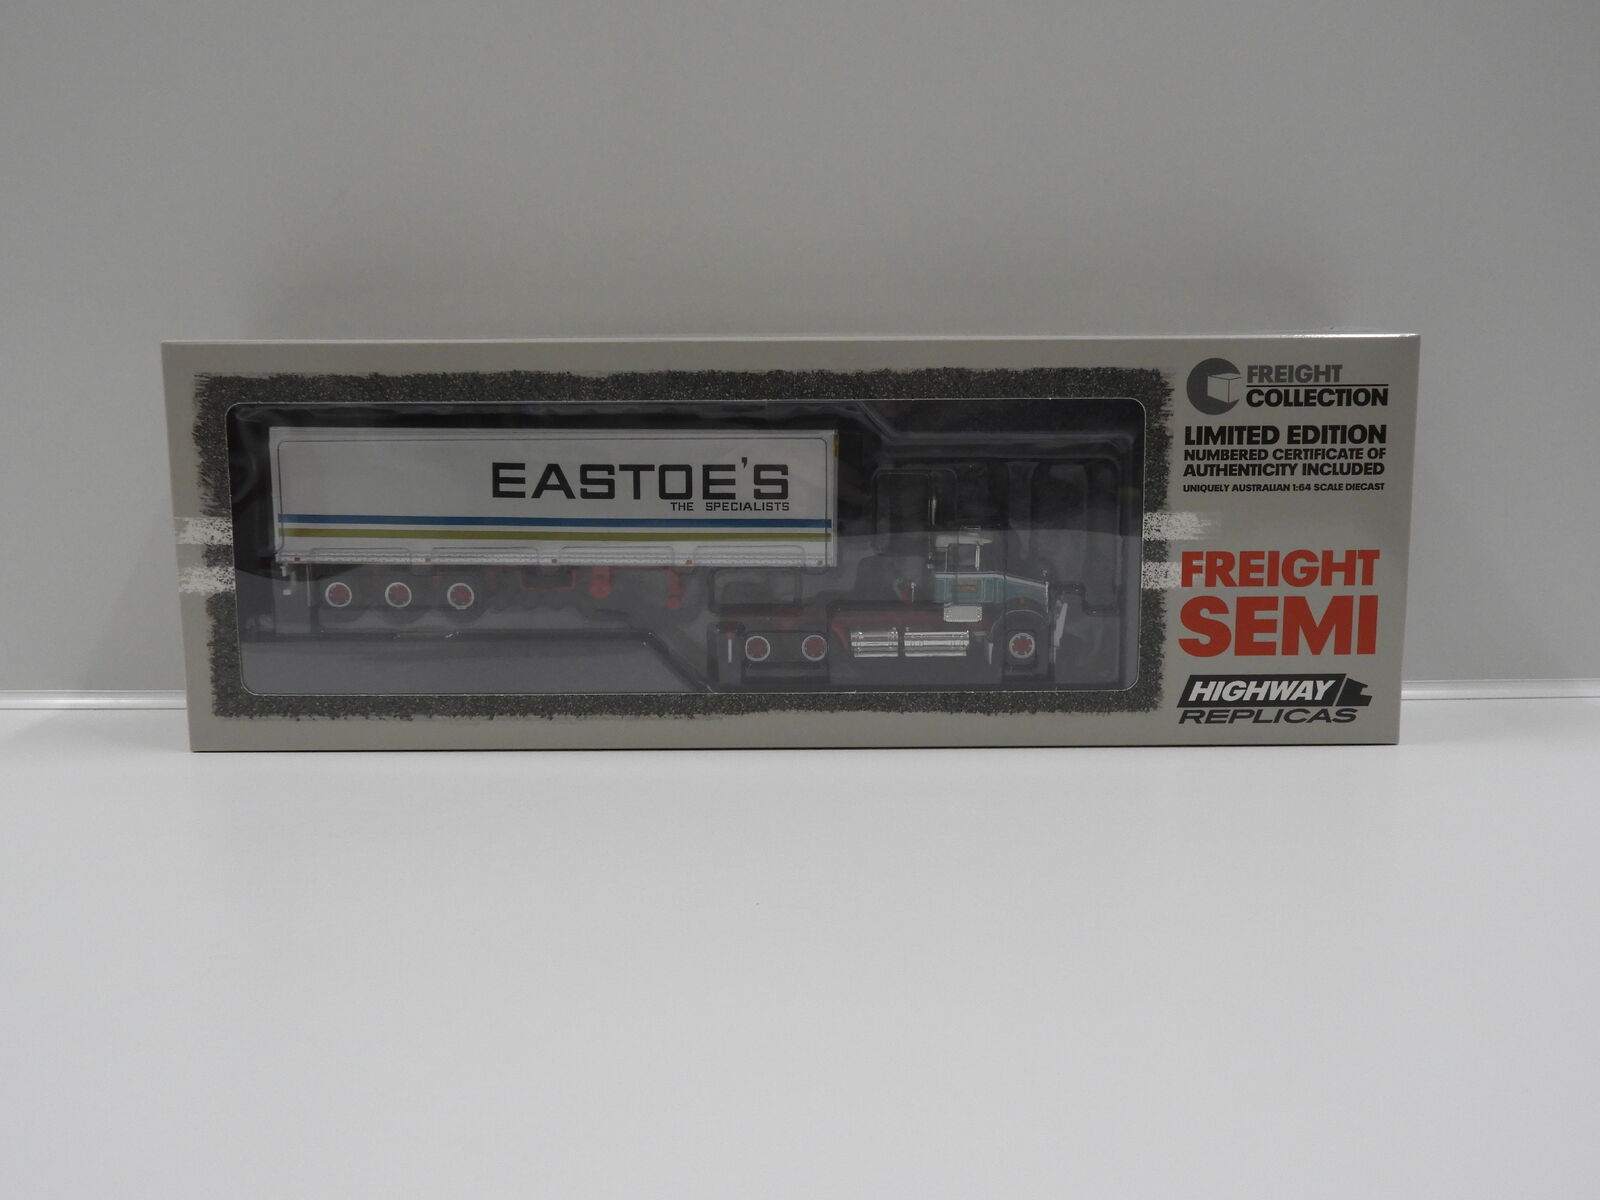 EASTOE'S
THE SPECIALISTS
FREIGHT
COLLECTION
LIMITED EDITION
NUMBERED CERTIFICATE OF
AUTHENTICITY INCLUDED
UNIQUELY AUSTRALIAN 1:64 SCALE DIECAST
FREIGHT
SEMI
HIGHWAY
REPLICAS